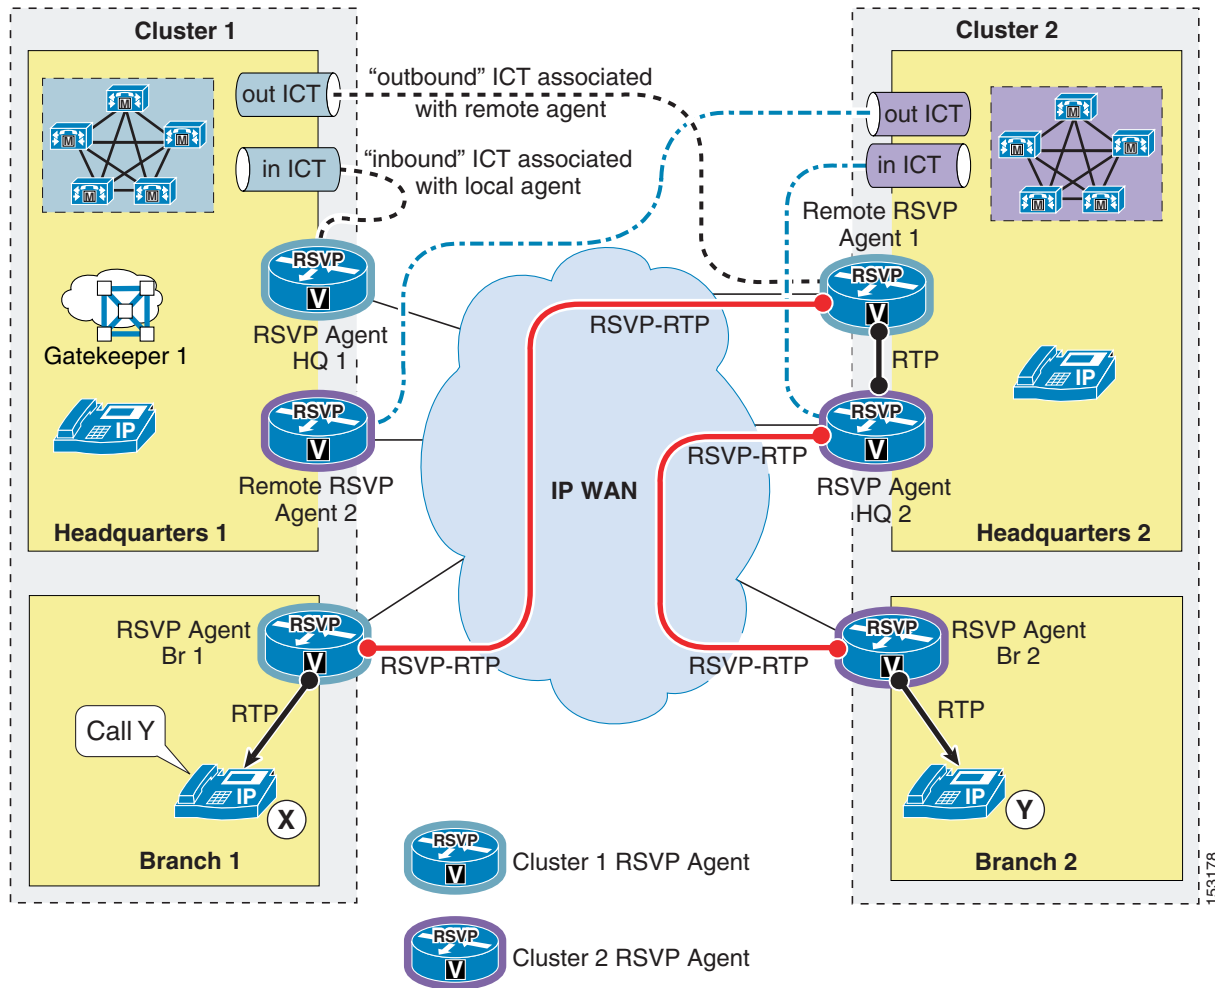 Cluster 1
Cluster 2
out ICT
"outbound" ICT associated
with remote agent
in ICT
"inbound" ICT associated
with local agent
out ICT
in ICT
M
M
M
M
M
M
M
M
M
M
Remote RSVP
Agent 1
RSVP
V
RSVP Agent
HQ 1
Gatekeeper 1
IP
RSVP
V
Remote RSVP
Agent 2
Headquarters 1
RSVP-RTP
RSVP
V
RTP
IP
RSVP
V
RSVP-RTP
RSVP Agent
HQ 2
Headquarters 2
IP WAN
RSVP Agent
Br 1
RSVP
V
RSVP-RTP
RSVP-RTP
RSVP
V
RSVP Agent
Br 2
RTP
Call Y
IP
X
Branch 1
RTP
IP
Y
Branch 2
RSVP
V
Cluster 1 RSVP Agent
RSVP
V
Cluster 2 RSVP Agent
153178